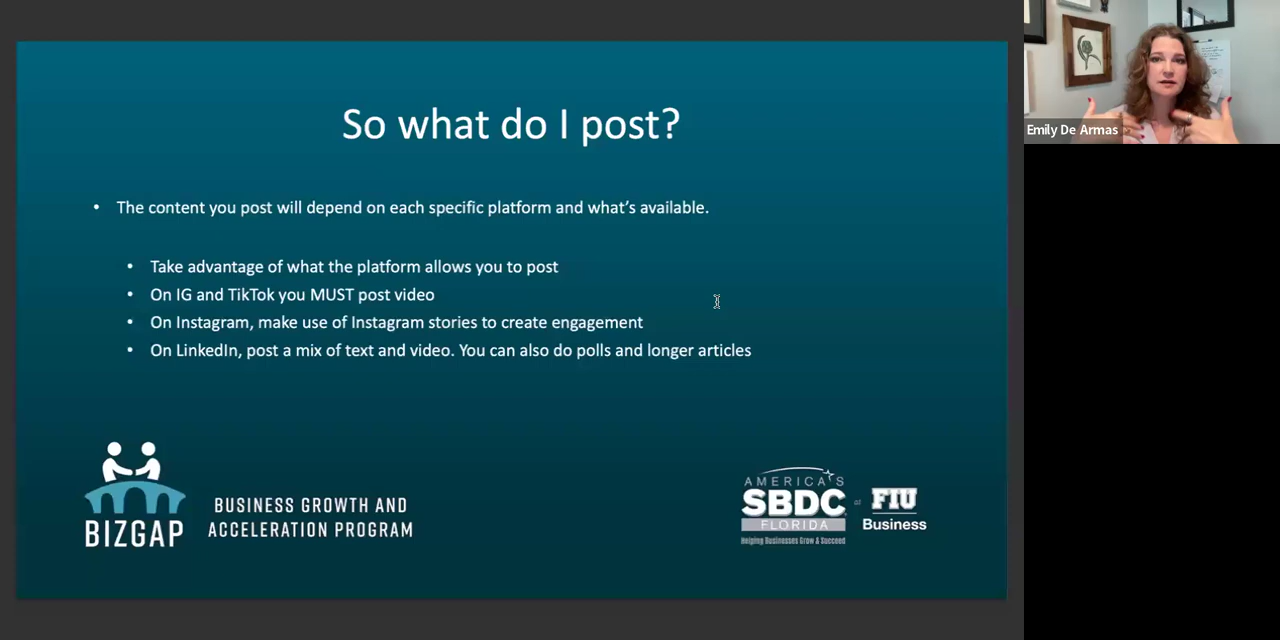 So what do I post?
• The content you post will depend on each specific platform and what's available.
• Take advantage of what the platform allows you to post
• On IG and TikTok you MUST post video
• On Instagram, make use of Instagram stories to create engagement
• On LinkedIn, post a mix of text and video. You can also do polls and longer articles
BIZGAP
BUSINESS GROWTH AND
ACCELERATION PROGRAM
AMERICA'S
SBDC
FLORIDA
Helping Businesses Grow & Succeed
at
FIU
Business
Emily De Armas